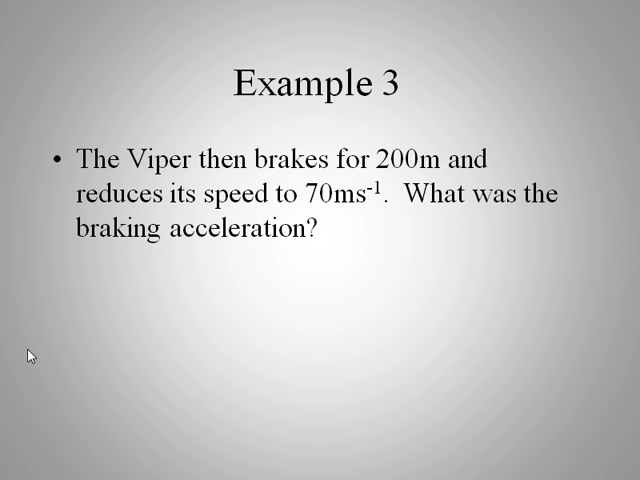 Example 3
• The Viper then brakes for 200m and
reduces its speed to 70ms⁻¹.  What was the
braking acceleration?